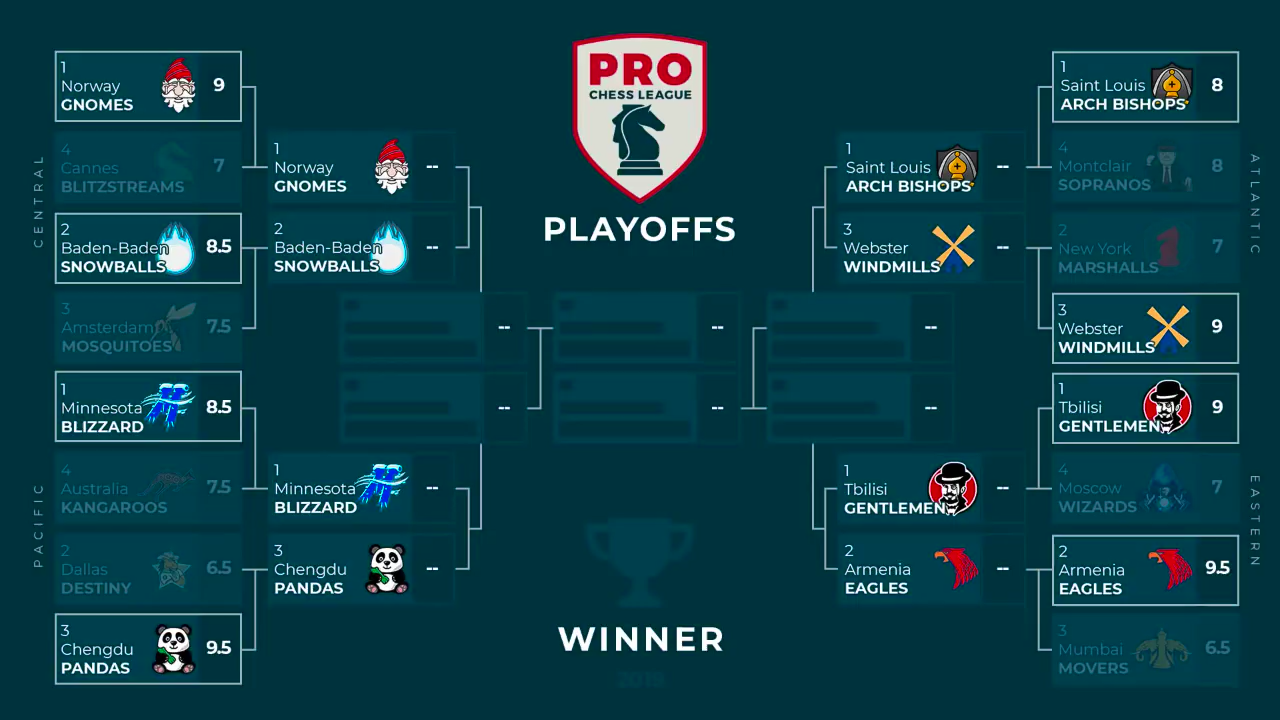 PRO
CHESS LEAGUE
PLAYOFFS
CENTRAL
1
Norway
GNOMES
9
4
Cannes
BLITZSTREAMS
7
2
Baden-Baden
SNOWBALLS
8.5
3
Amsterdam
MOSQUITOES
7.5
PACIFIC
1
Minnesota
BLIZZARD
8.5
4
Australia
KANGAROOS
7.5
2
Dallas
DESTINY
6.5
3
Chengdu
PANDAS
9.5
1
Norway
GNOMES
--
2
Baden-Baden
SNOWBALLS
--
1
Minnesota
BLIZZARD
--
3
Chengdu
PANDAS
--
--
--
--
--
--
--
1
Saint Louis
ARCH BISHOPS
--
3
Webster
WINDMILLS
--
1
Tbilisi
GENTLEMEN
--
2
Armenia
EAGLES
--
ATLANTIC
1
Saint Louis
ARCH BISHOPS
8
4
Montclair
SOPRANOS
8
2
New York
MARSHALLS
7
3
Webster
WINDMILLS
9
EASTERN
1
Tbilisi
GENTLEMEN
9
4
Moscow
WIZARDS
7
2
Armenia
EAGLES
9.5
3
Mumbai
MOVERS
6.5
WINNER
2019